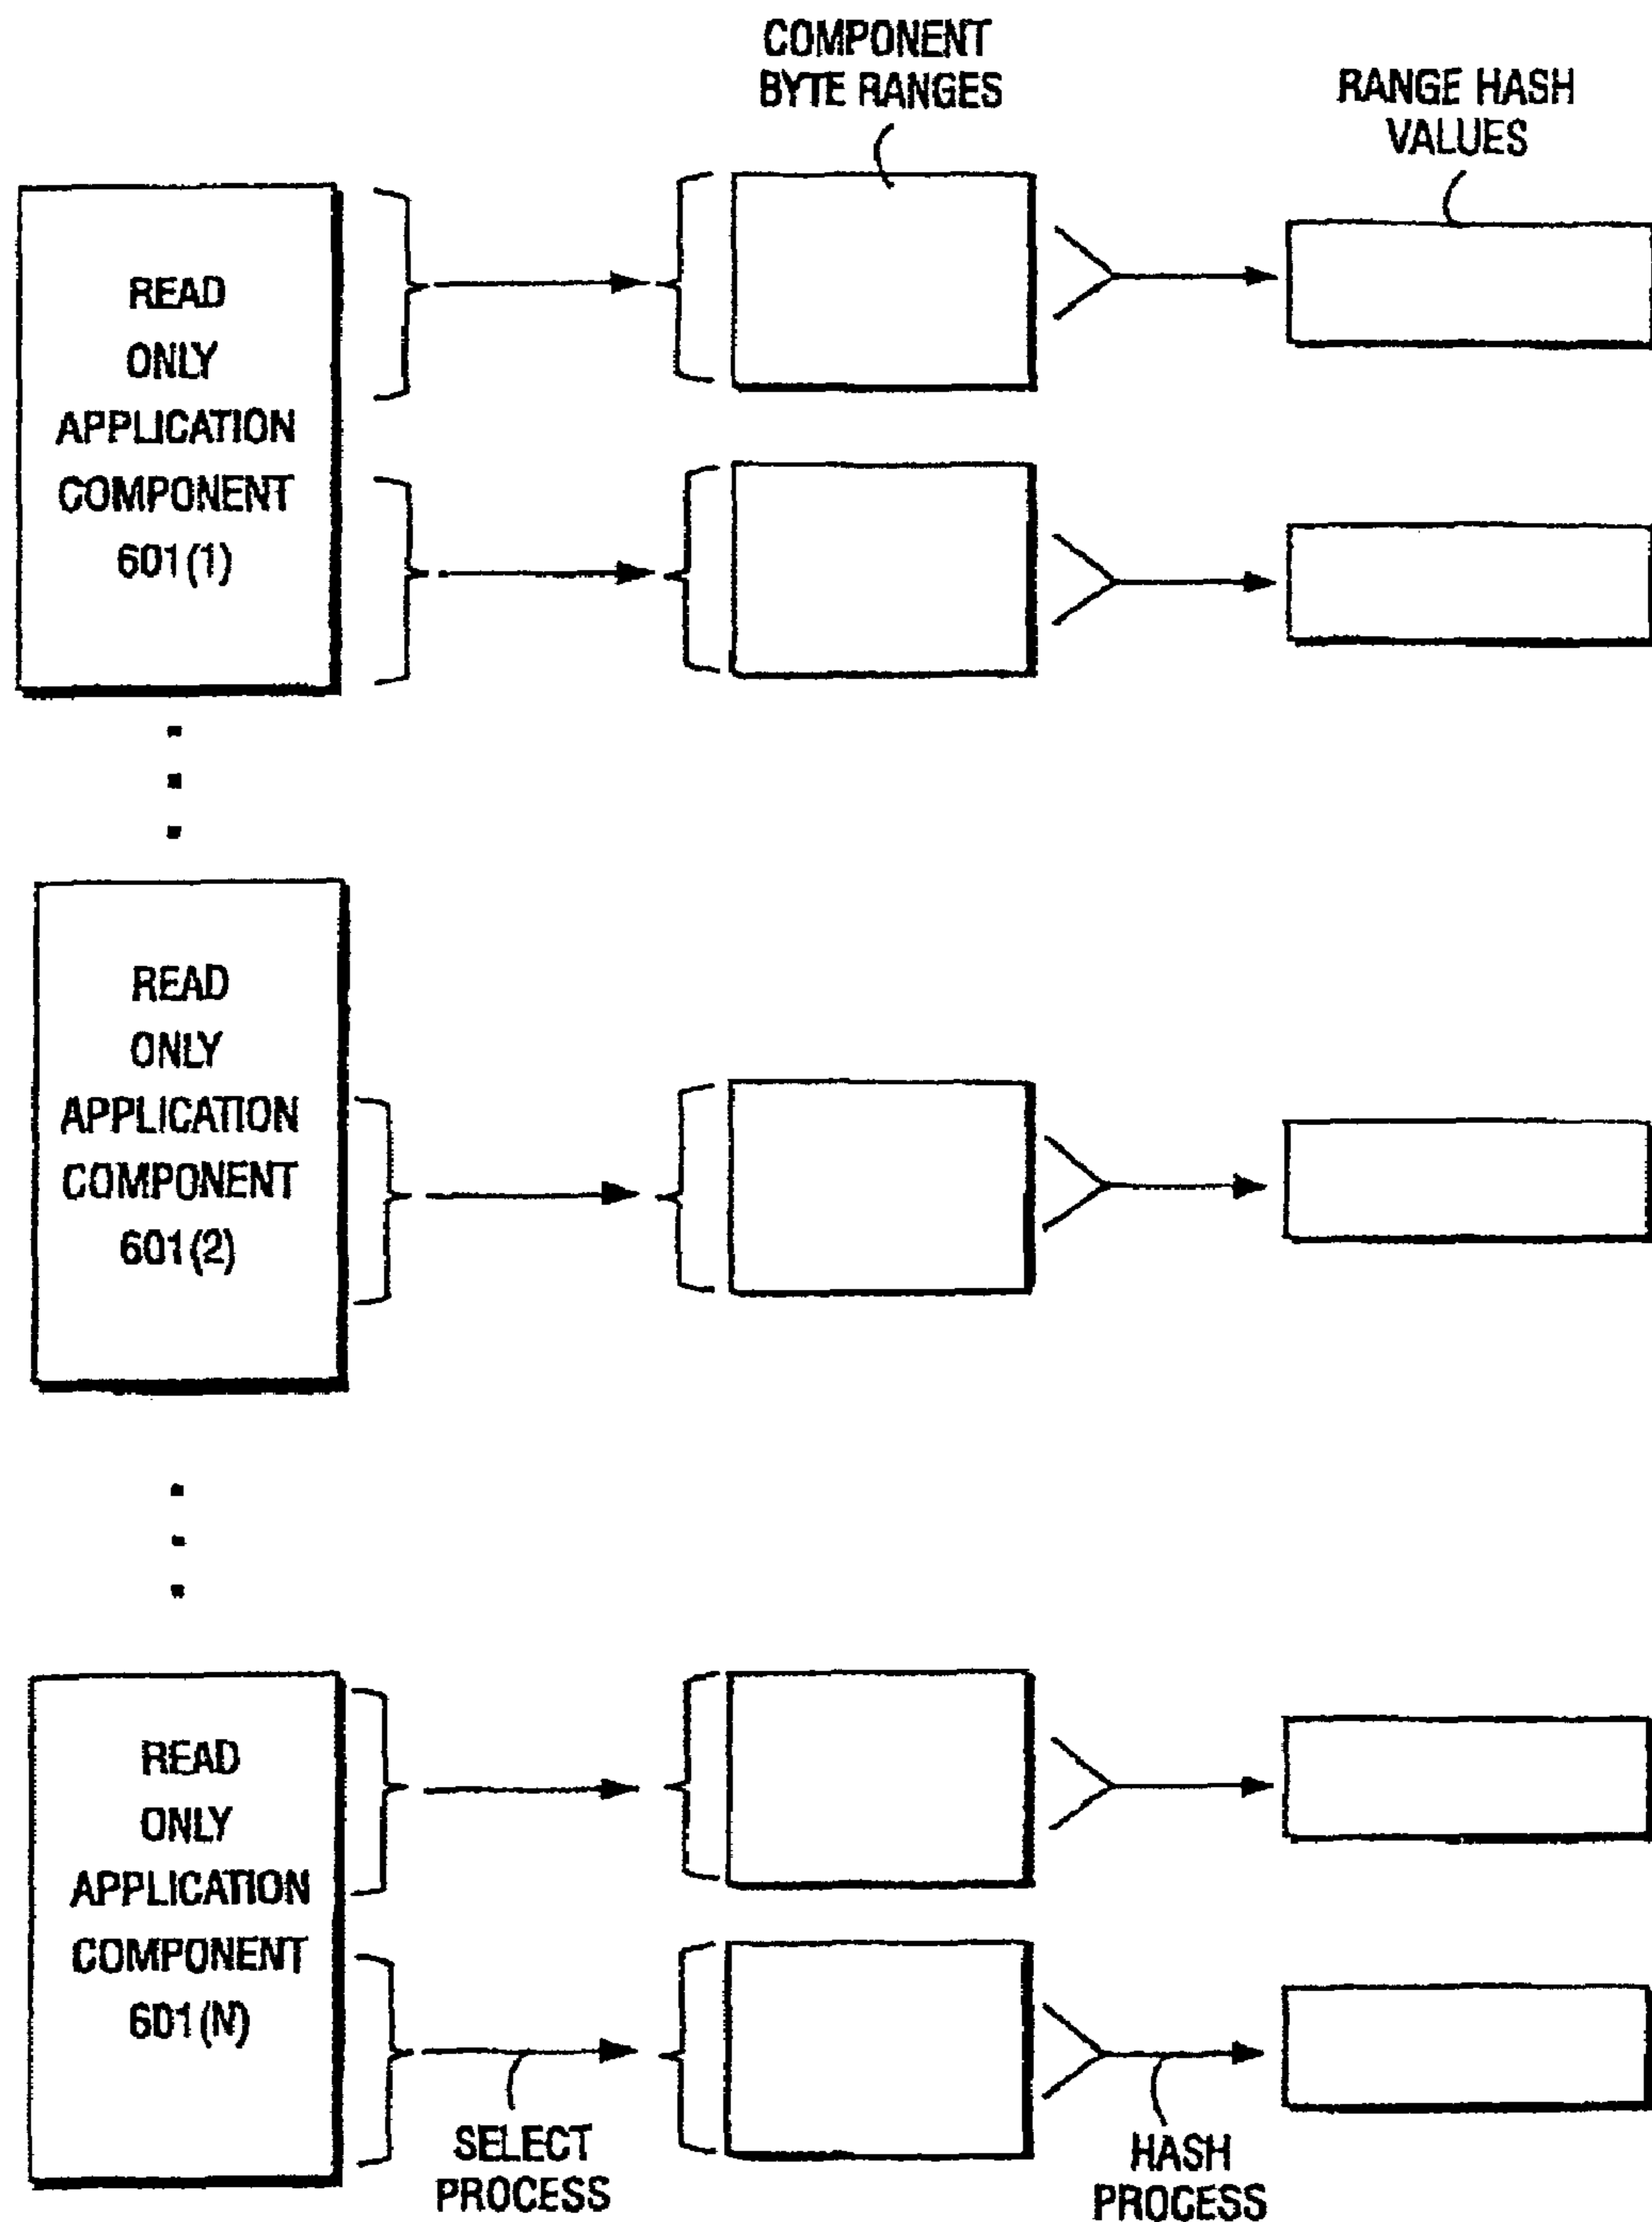 COMPONENT
BYTE RANGES
RANGE HASH
VALUES
READ
ONLY
APPLICATION
COMPONENT
601(1)
READ
ONLY
APPLICATION
COMPONENT
601(2)
READ
ONLY
APPLICATION
COMPONENT
601(N)
SELECT
PROCESS
HASH
PROCESS